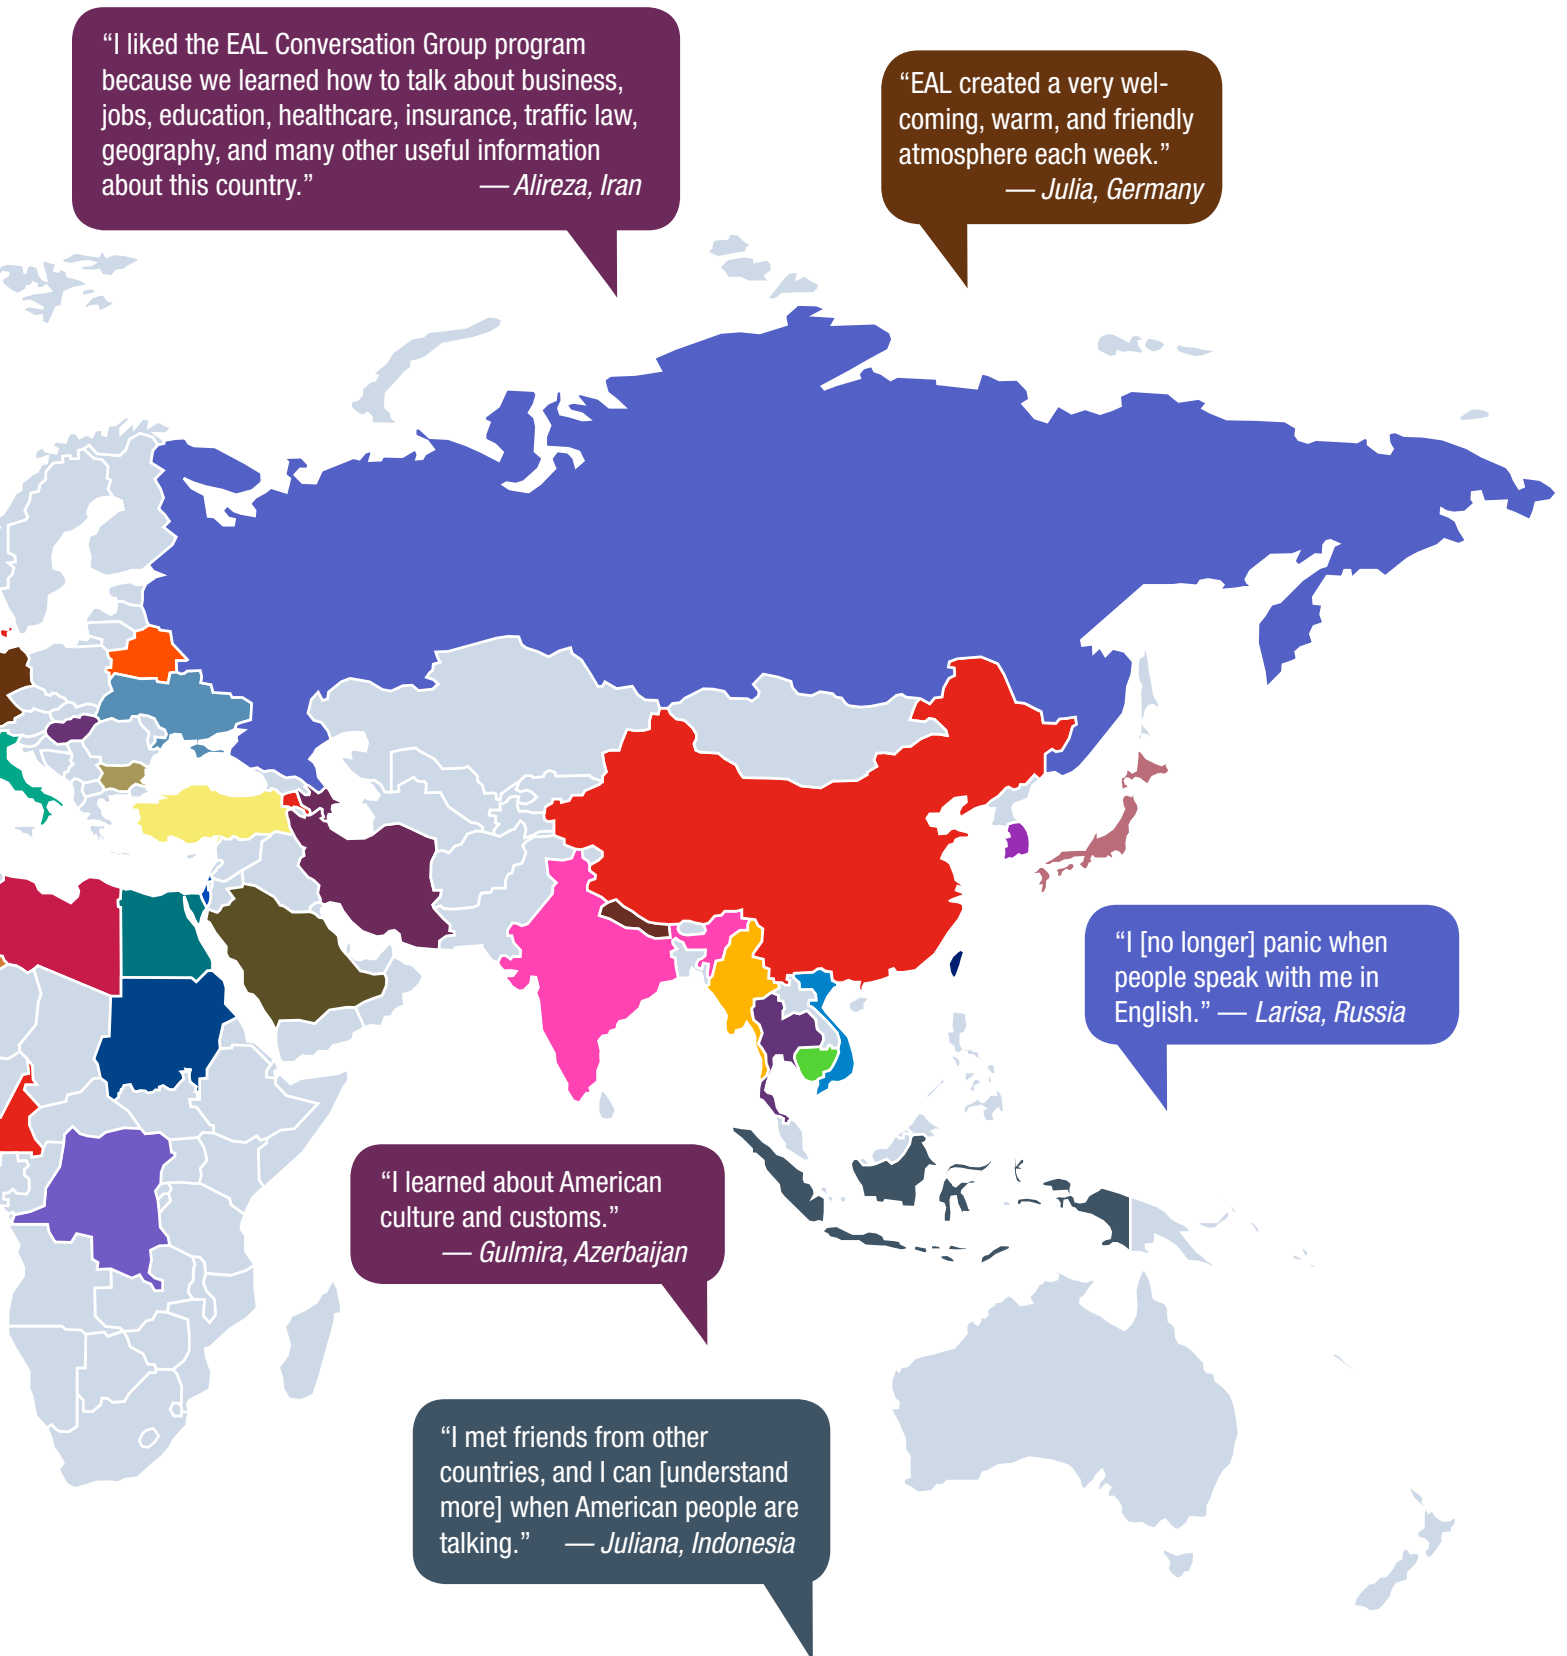 “I liked the EAL Conversation Group program
because we learned how to talk about business,
jobs, education, healthcare, insurance, traffic law,
geography, and many other useful information
about this country.” — Alireza, Iran
“EAL created a very wel-
coming, warm, and friendly
atmosphere each week.”
— Julia, Germany
“I [no longer] panic when
people speak with me in
English.” — Larisa, Russia
“I learned about American
culture and customs.”
— Gulmira, Azerbaijan
“I met friends from other
countries, and I can [understand
more] when American people are
talking.” — Juliana, Indonesia